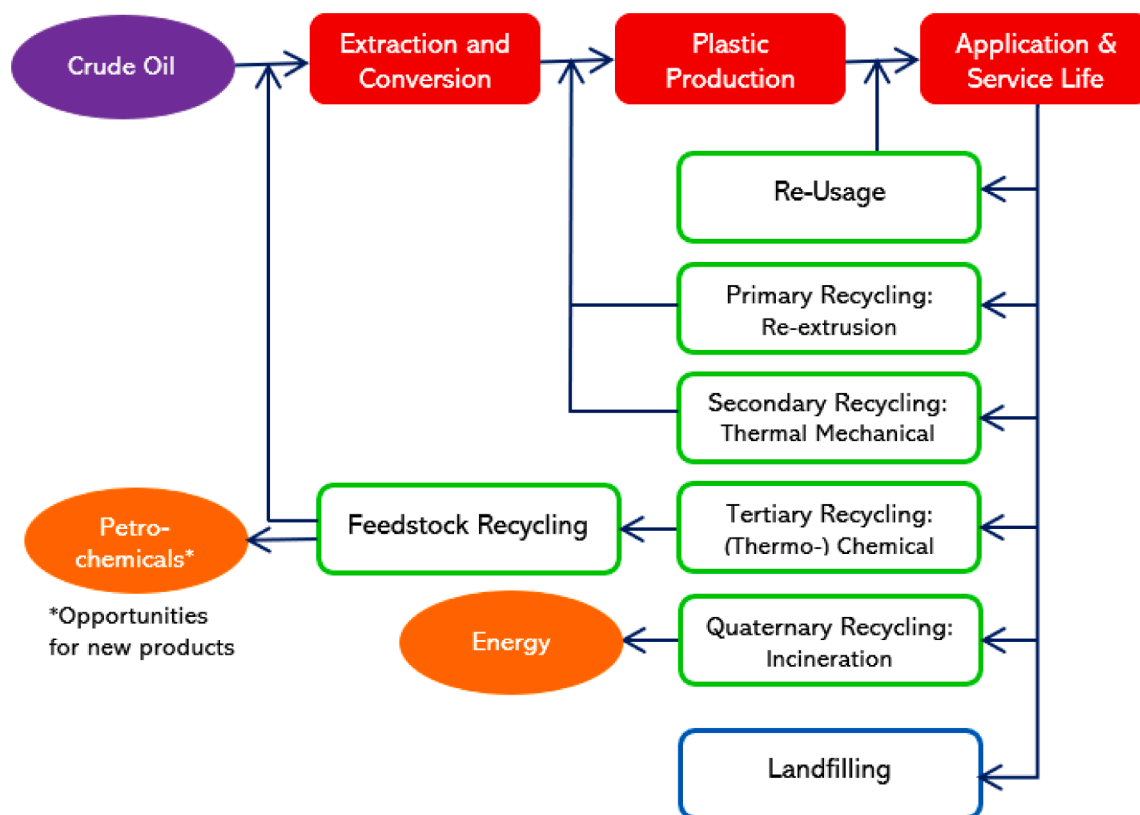 Crude Oil
Extraction and
Conversion
Plastic
Production
Application &
Service Life
Re-Usage
Primary Recycling:
Re-extrusion
Secondary Recycling:
Thermal Mechanical
Tertiary Recycling:
(Thermo-) Chemical
Feedstock Recycling
Petro-
chemicals*
*Opportunities
for new products
Quaternary Recycling:
Incineration
Energy
Landfilling